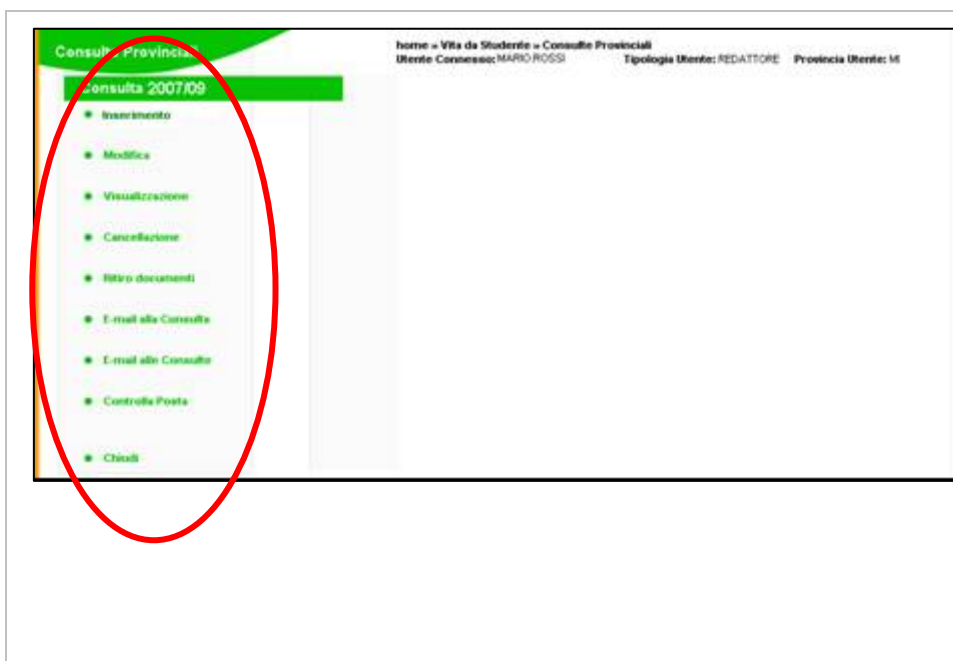 Consulte Provinciali
home » Vita da Studente » Consulte Provinciali
Utente Connesso: MARIO ROSSI Tipologia Utente: REDATTORE Provincia Utente: MI
Consulta 2007/09
Inserimento
Modifica
Visualizzazione
Cancellazione
Ritiro documenti
E-mail alla Consulta
E-mail alle Consulte
Controlla Posta
Chiudi